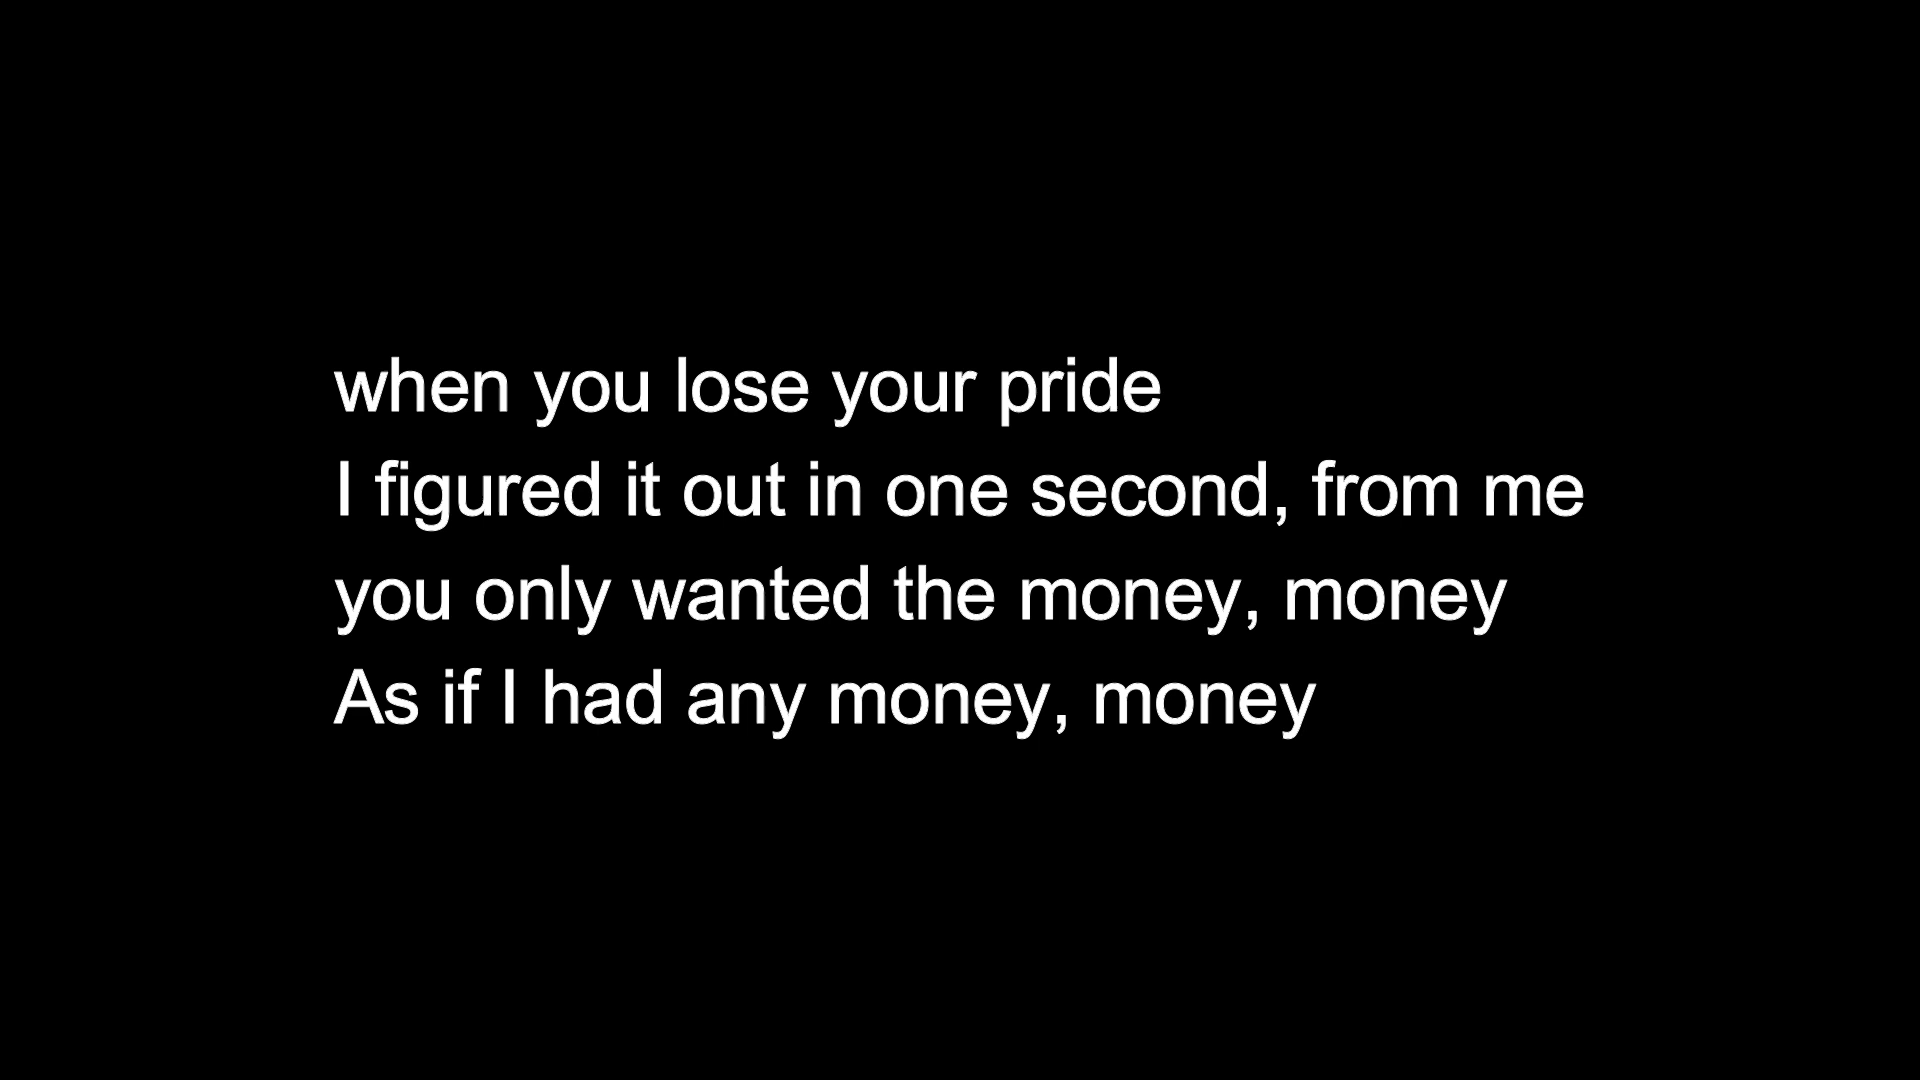 when you lose your pride
I figured it out in one second, from me
you only wanted the money, money
As if I had any money, money